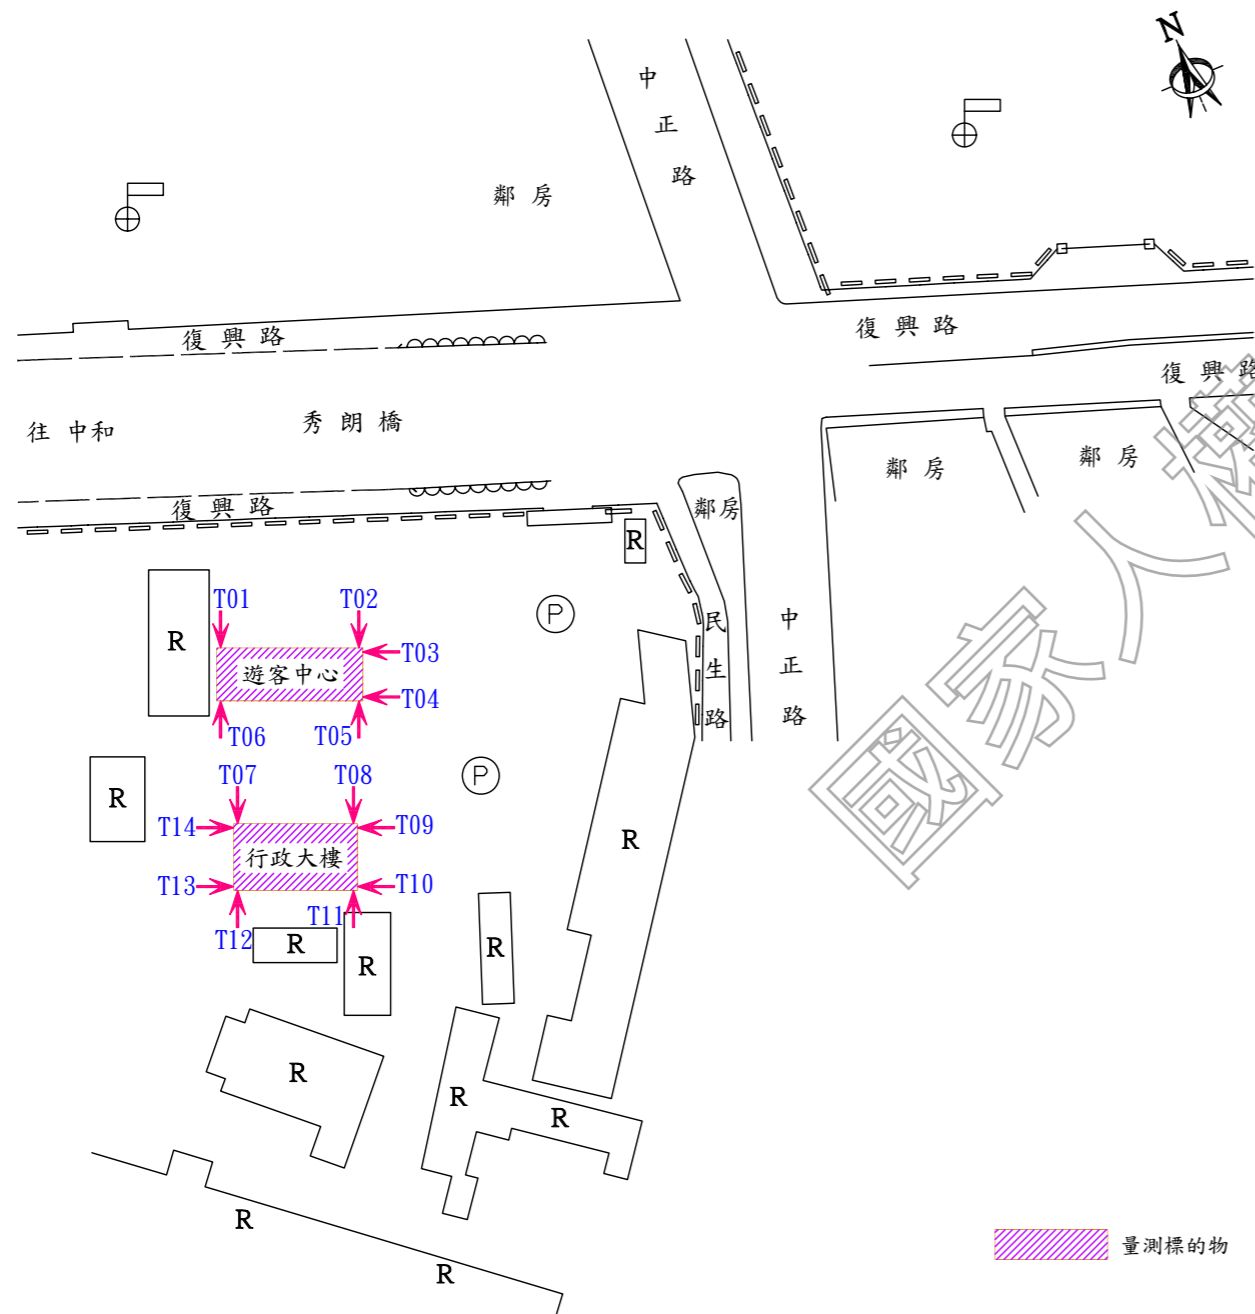 N
中正路
鄰房
復興路
復興路
復興路
往中和
秀朗橋
鄰房
鄰房
復興路
鄰房
R
T01
T02
P
R
T03
遊客中心
T04
民生路
中正路
T06
T05
T07
T08
P
R
T14
T09
R
行政大樓
T13
T10
T11
T12
R
R
R
R
R
R
R
R
量測標的物
國家人權